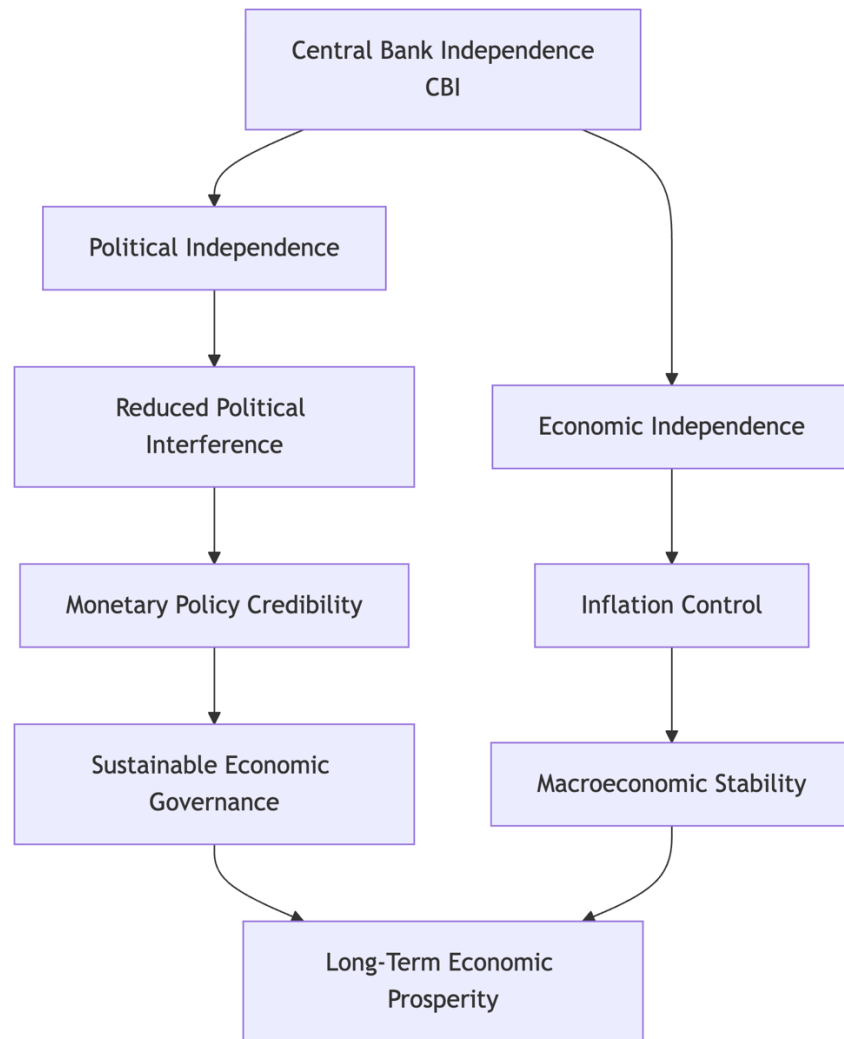 Central Bank Independence
CBI
Political Independence
Reduced Political
Interference
Economic Independence
Monetary Policy Credibility
Inflation Control
Sustainable Economic
Governance
Macroeconomic Stability
Long-Term Economic
Prosperity